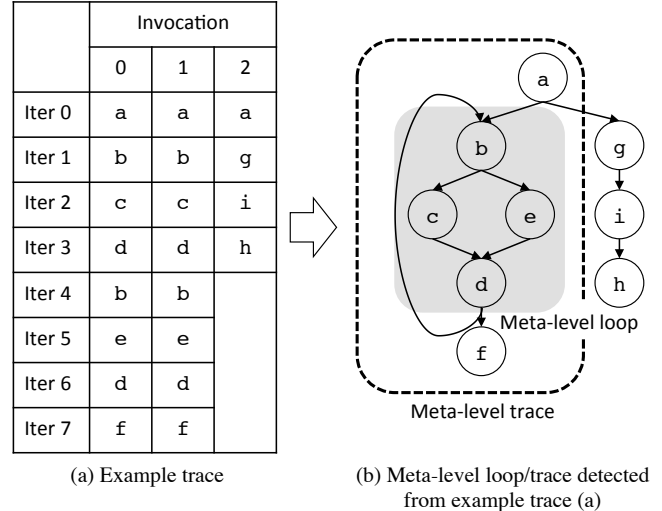 Invocation
0 1 2
Iter 0 a a a
Iter 1 b b g
Iter 2 c c i
Iter 3 d d h
Iter 4 b b
Iter 5 e e
Iter 6 d d
Iter 7 f f
(a) Example trace
a
b g
c e i
d h
Meta-level loop
f
Meta-level trace
(b) Meta-level loop/trace detected
from example trace (a)